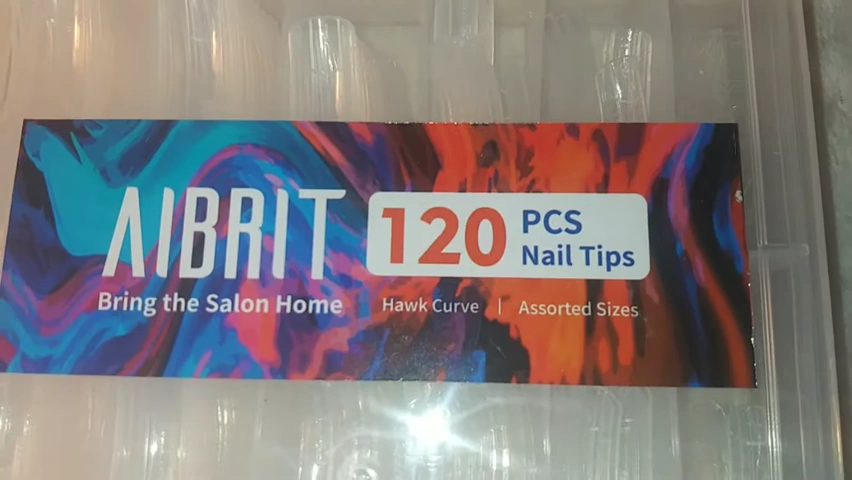 AIBRIT
120 PCS
Nail Tips
Bring the Salon Home
Hawk Curve | Assorted Sizes